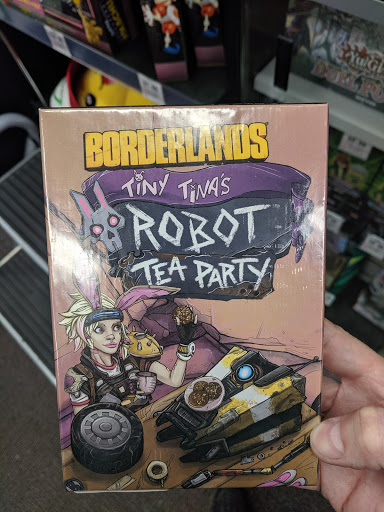 BORDERLANDS
TINY TINA'S
ROBOT
TEA PARTY